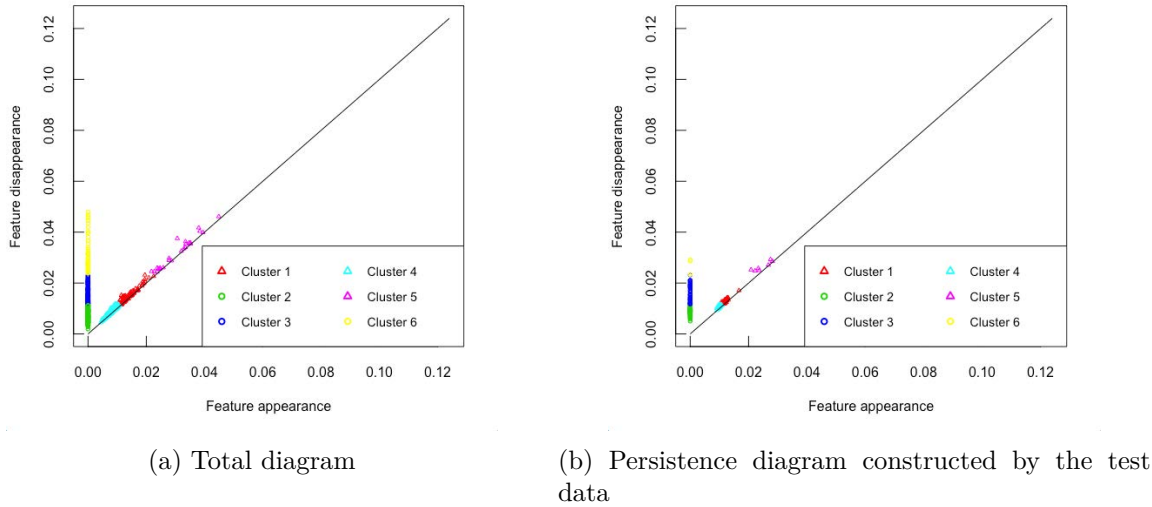 0.12
0.10
0.08
0.06
0.04
0.02
0.00
Feature disappearance
Cluster 1
Cluster 4
Cluster 2
Cluster 5
Cluster 3
Cluster 6
0.00 0.02 0.04 0.06 0.08 0.10 0.12
Feature appearance
(a) Total diagram
0.12
0.10
0.08
0.06
0.04
0.02
0.00
Feature disappearance
Cluster 1
Cluster 4
Cluster 2
Cluster 5
Cluster 3
Cluster 6
0.00 0.02 0.04 0.06 0.08 0.10 0.12
Feature appearance
(b) Persistence diagram constructed by the test
data